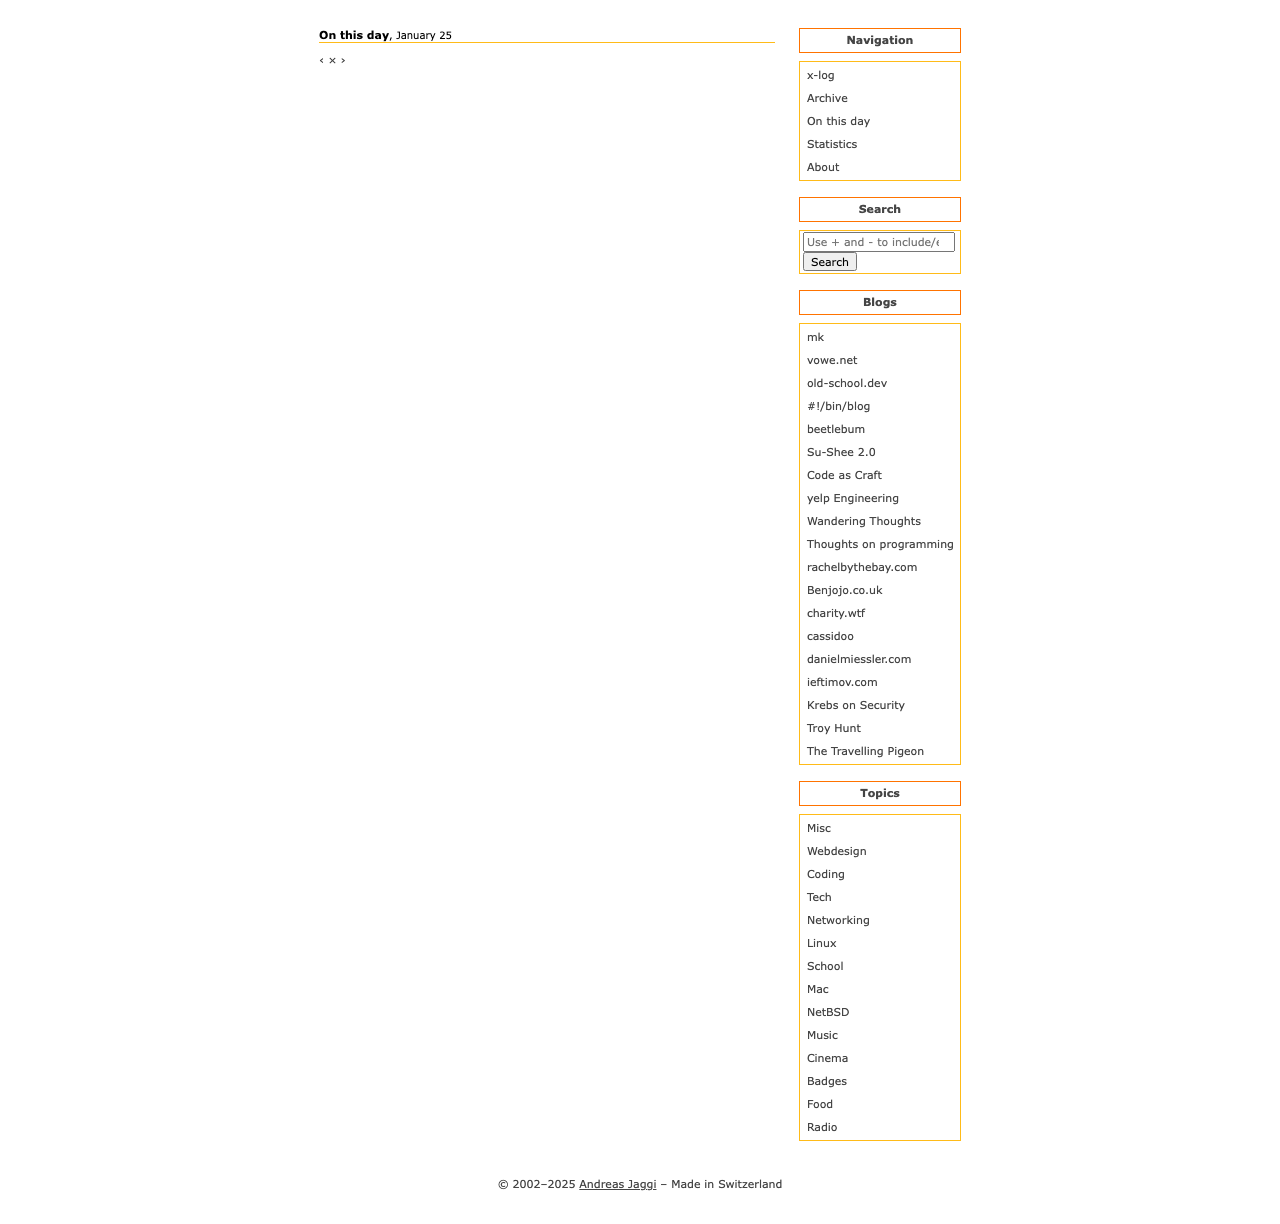 On this day, January 25
‹ × ›
Navigation
x-log
Archive
On this day
Statistics
About
Search
Use + and - to include/e
Search
Blogs
mk
vowe.net
old-school.dev
#!/bin/blog
beetlebum
Su-Shee 2.0
Code as Craft
yelp Engineering
Wandering Thoughts
Thoughts on programming
rachelbythebay.com
Benjojo.co.uk
charity.wtf
cassidoo
danielmiessler.com
ieftimov.com
Krebs on Security
Troy Hunt
The Travelling Pigeon
Topics
Misc
Webdesign
Coding
Tech
Networking
Linux
School
Mac
NetBSD
Music
Cinema
Badges
Food
Radio
© 2002–2025 Andreas Jaggi – Made in Switzerland